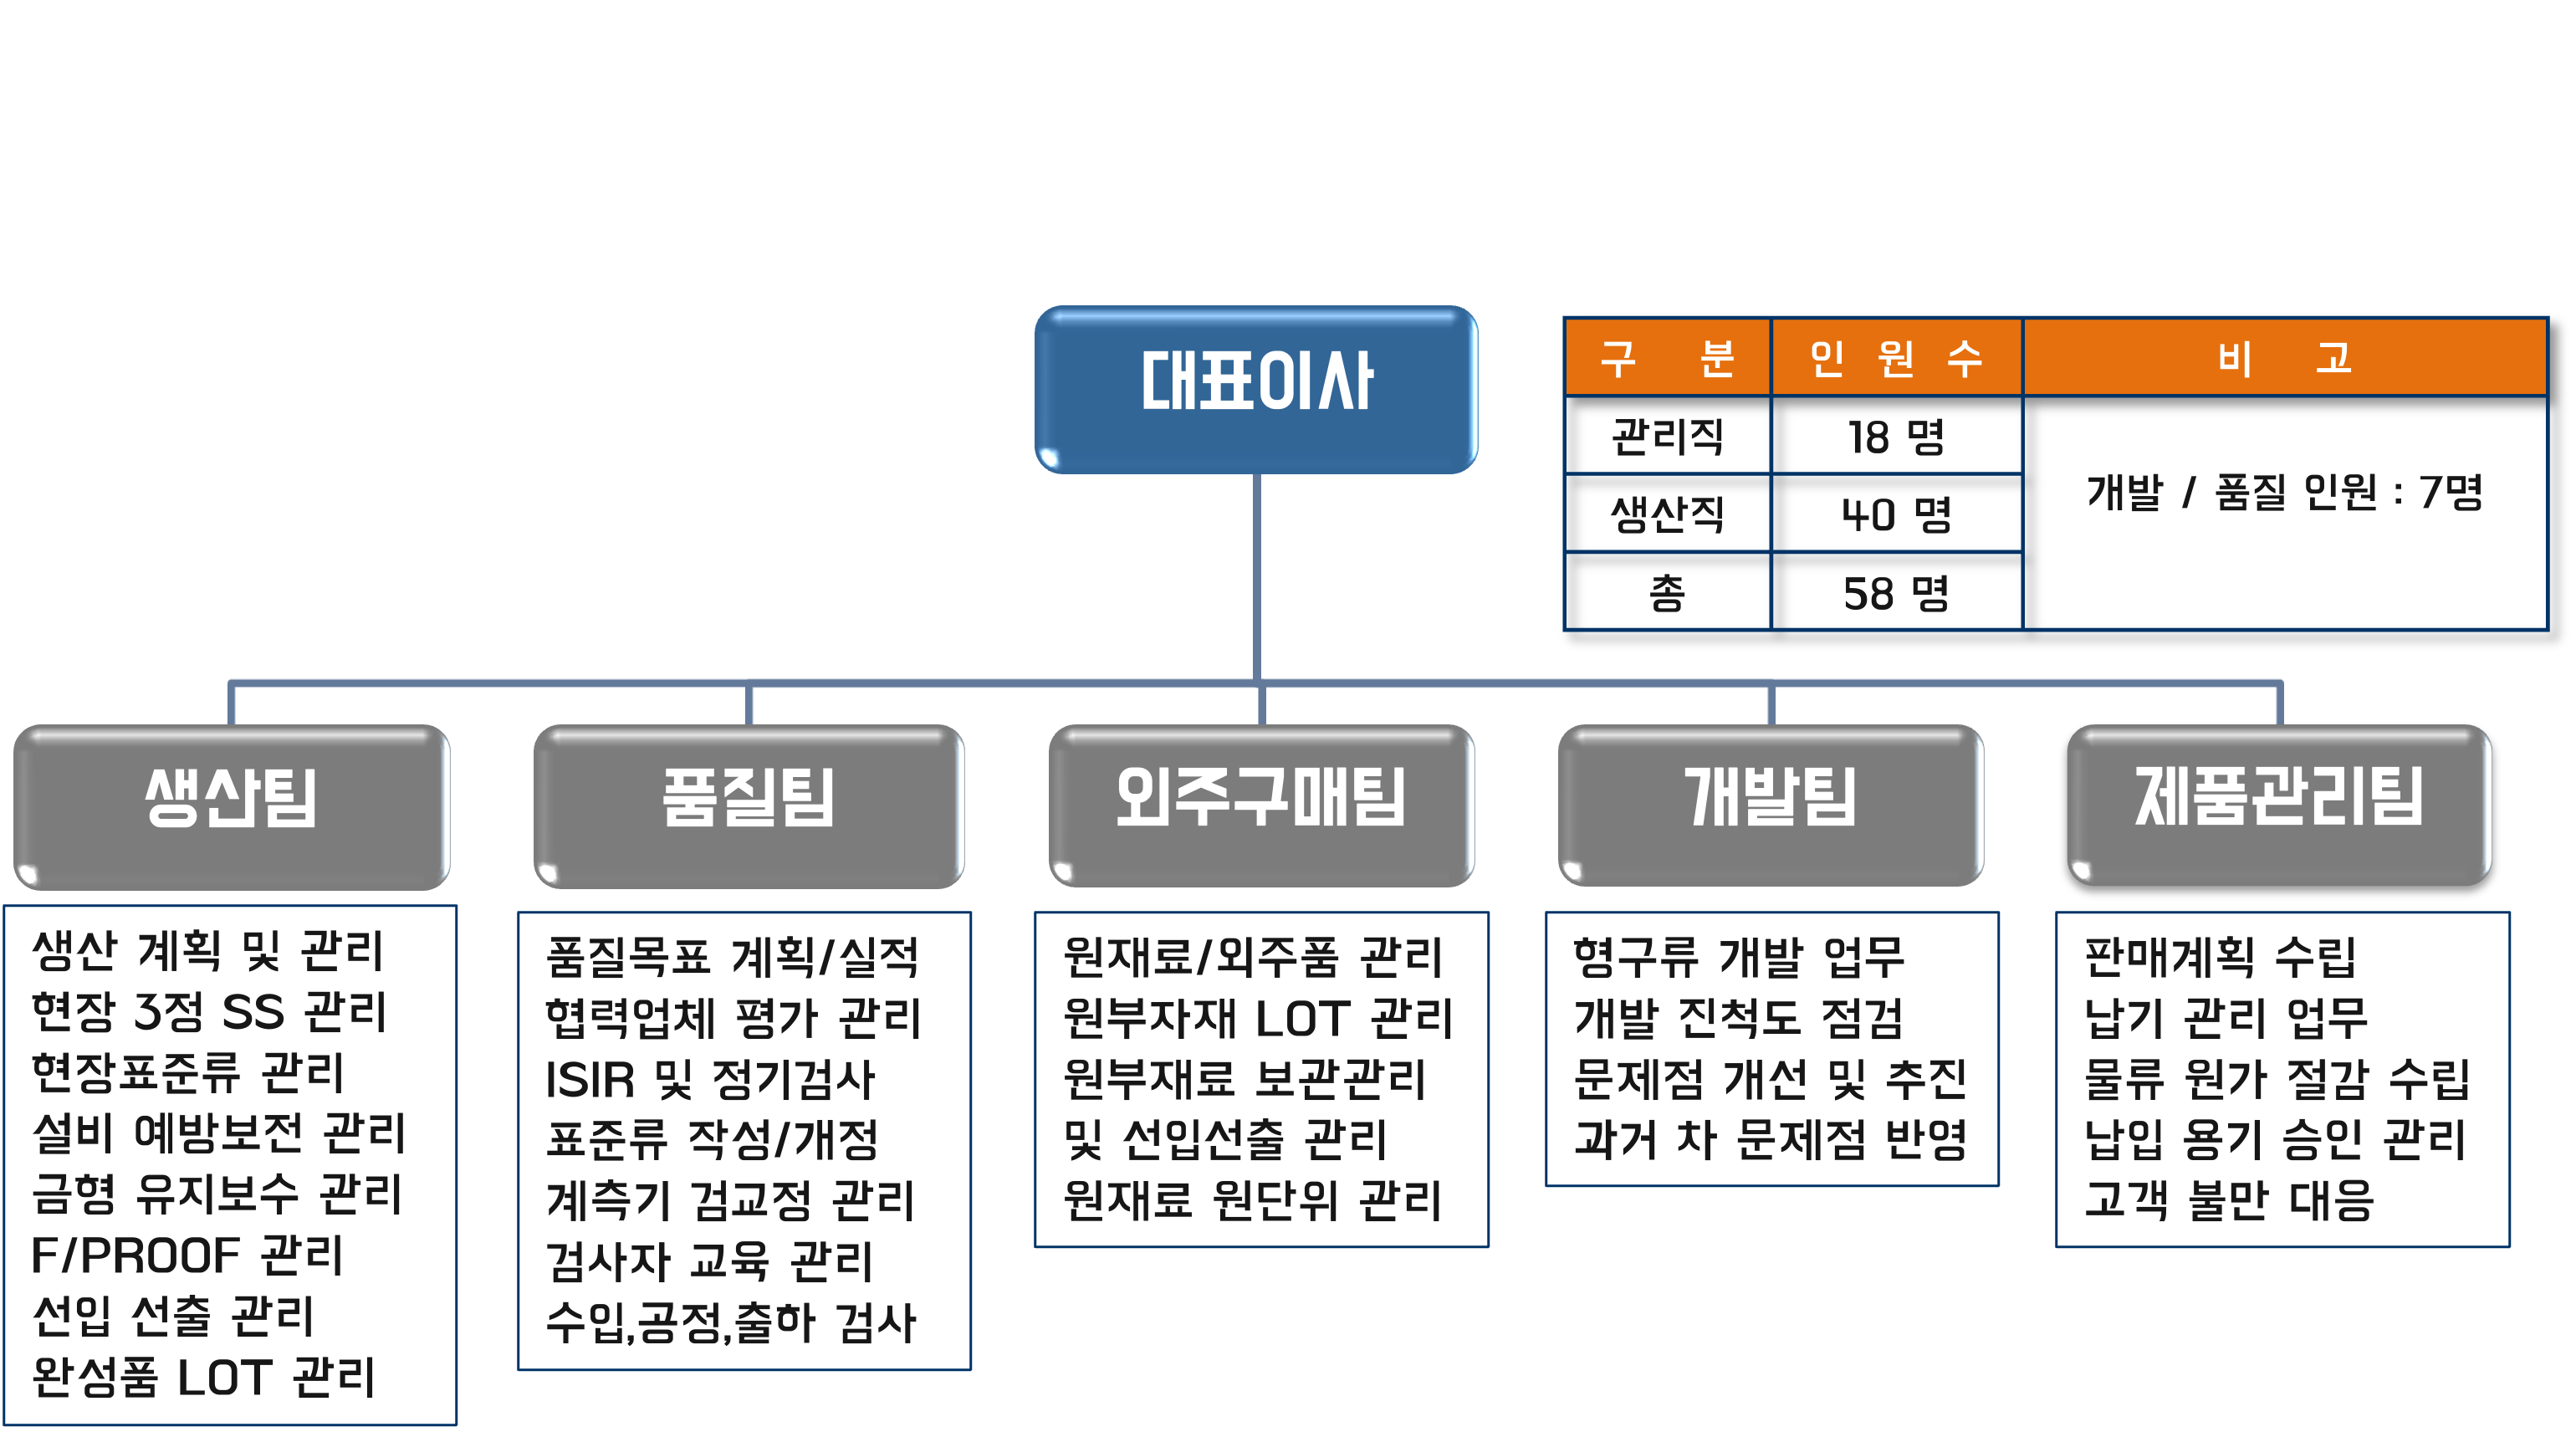 대표이사
구 분 인 원 수 비 고
관리직 18 명
생산직 40 명
총 58 명
개발 / 품질 인원 : 7명
생산팀
생산 계획 및 관리
현장 3정 5S 관리
현장표준류 관리
설비 예방보전 관리
금형 유지보수 관리
F/PROOF 관리
선입 선출 관리
완성품 LOT 관리
품질팀
품질목표 계획/실적
협력업체 평가 관리
ISIR 및 정기검사
표준류 작성/개정
계측기 검교정 관리
검사자 교육 관리
수입,공정,출하 검사
외주구매팀
원재료/외주품 관리
원부자재 LOT 관리
원부재료 보관관리
및 선입선출 관리
원재료 원단위 관리
개발팀
형구류 개발 업무
개발 진척도 점검
문제점 개선 및 추진
과거 차 문제점 반영
제품관리팀
판매계획 수립
납기 관리 업무
물류 원가 절감 수립
납입 용기 승인 관리
고객 불만 대응